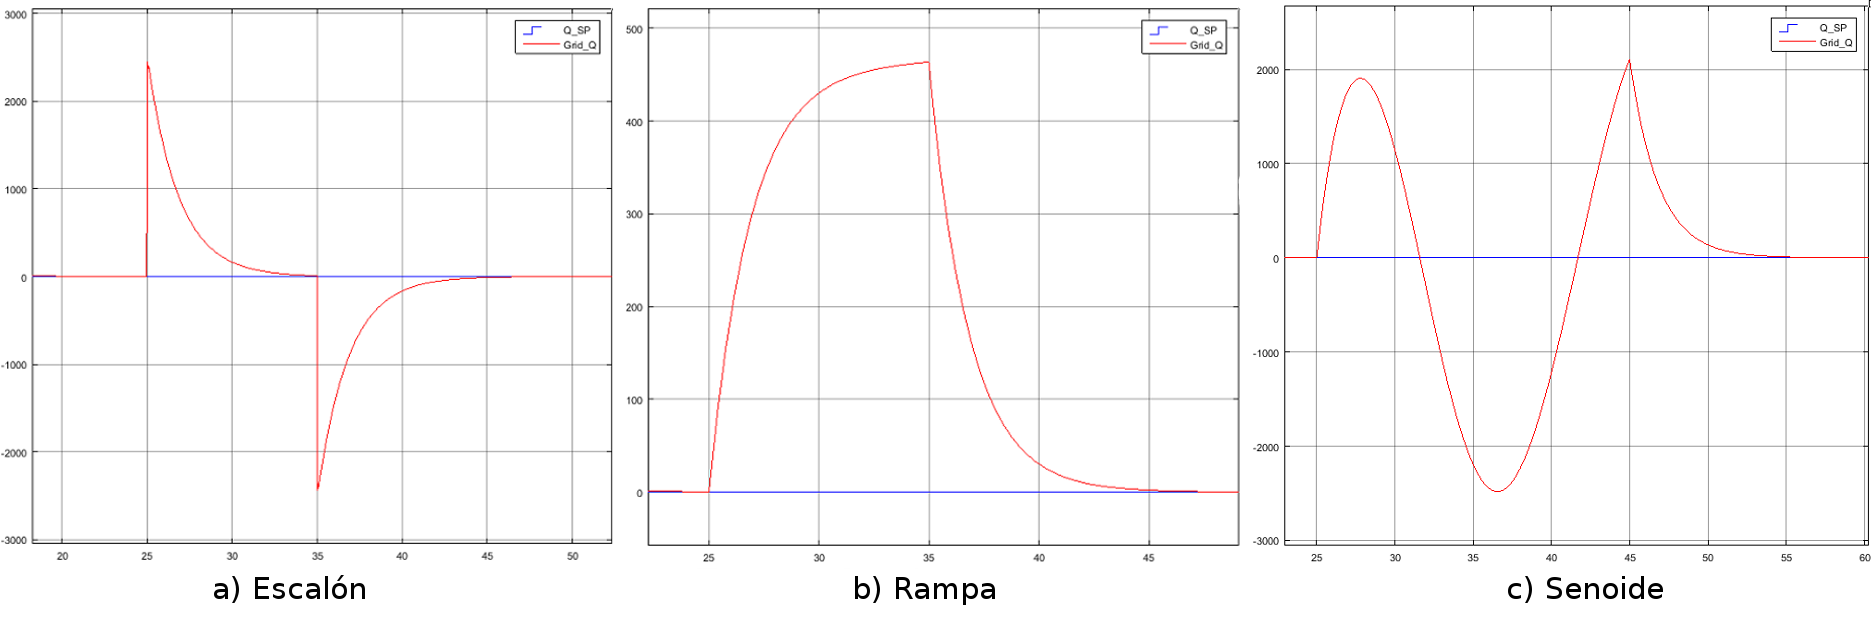 3000
2000
1000
0
-1000
-2000
-3000
20 25 30 35 40 45 50
Q_SP
Grid_Q
a) Escalón
500
400
300
200
100
0
25 30 35 40 45
Q_SP
Grid_Q
b) Rampa
2000
1000
0
-1000
-2000
-3000
25 30 35 40 45 50 55 60
Q_SP
Grid_Q
c) Senoide